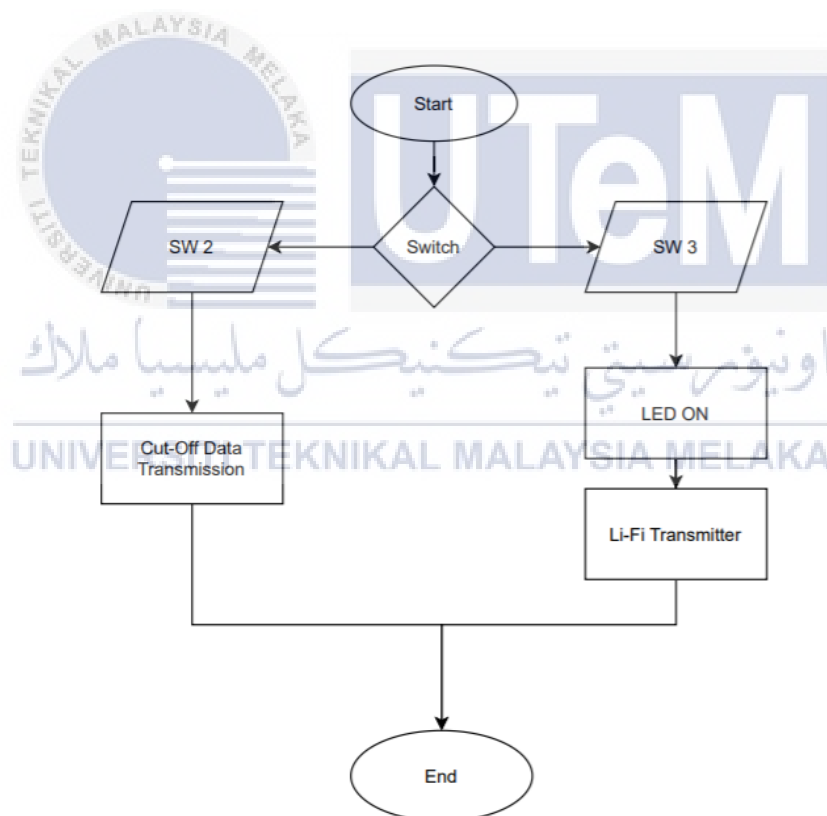 UNIVERSITI TEKNIKAL MALAYSIA MELAKA
UTeM
Start
SW 2
Switch
SW 3
اونيۏرسيتي تيكنيكل مليسيا ملاك
LED ON
Cut-Off Data
Transmission
UNIVERSITI TEKNIKAL MALAYSIA MELAKA
Li-Fi Transmitter
End